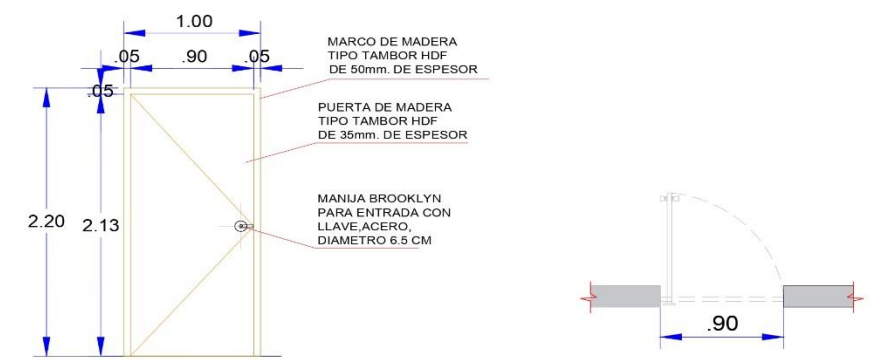 1.00
.05 .90 .05
.05
2.20 2.13
MARCO DE MADERA
TIPO TAMBOR HDF
DE 50mm. DE ESPESOR
PUERTA DE MADERA
TIPO TAMBOR HDF
DE 35mm. DE ESPESOR
MANIJA BROOKLYN
PARA ENTRADA CON
LLAVE,ACERO,
DIAMETRO 6.5 CM
.90